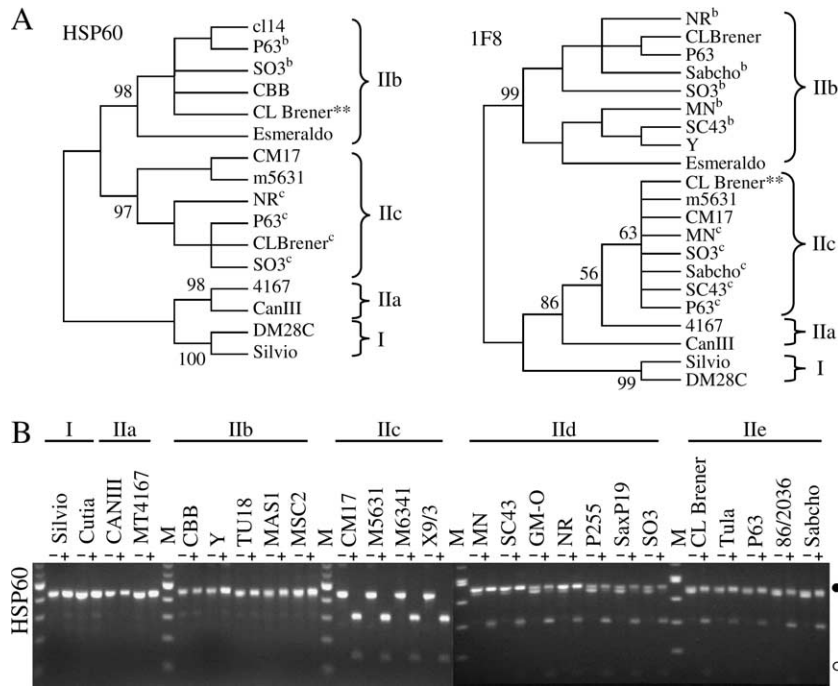 A
HSP60
cl14
P63b
SO3b
CBB
CL Brener**
Esmeraldo
CM17
m5631
NRc
P63c
CLBrenerc
SO3c
4167
CanIII
DM28C
Silvio
98
97
98
100
IIb
IIc
IIa
I
1F8
NRb
CLBrener
P63
Sabchob
SO3b
MNb
SC43b
Y
Esmeraldo
CL Brener**
m5631
CM17
MNc
SO3c
Sabchoc
SC43c
P63c
4167
CanIII
Silvio
DM28C
99
63
56
86
99
IIb
IIc
IIa
I
B
I IIa IIb IIc IId IIe
Silvio Cutia CANIII MT4167 M CBB Y TU18 MAS1 MSC2 M CM17 M5631 M6341 X9/3 M MN SC43 GM-O NR P255 SaxP19 SO3 M CL Brener Tula P63 86/2036 Sabcho
- + - + - + - + - + - + - + - + - + - + - + - + - + - + - + - + - + - + - + - + - + - + - + - + - +
HSP60